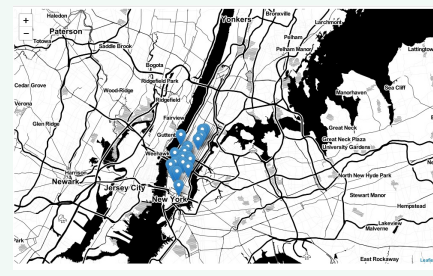 Haledon
Yonkers
Bronxville
Larchmont
Paterson
Pelham
Totowa
Saddle Brook
Pelham Manor
Lattingto
Bogota
+
−
Ridgefield Park
Cedar Grove
Wood-Ridge
Manorhaven
Sea Cliff
Ridgefield
Verona
Fairview
Glen Ridge
Guttenb
Great Neck
Great Neck Plaza
University Gardens
Weehawk
Harrison
Newark
North New Hyde Park
Jersey City
Stewart Manor
New York
Hempstead
Lakeview
Malverne
Park
East Rockaway
Leafle